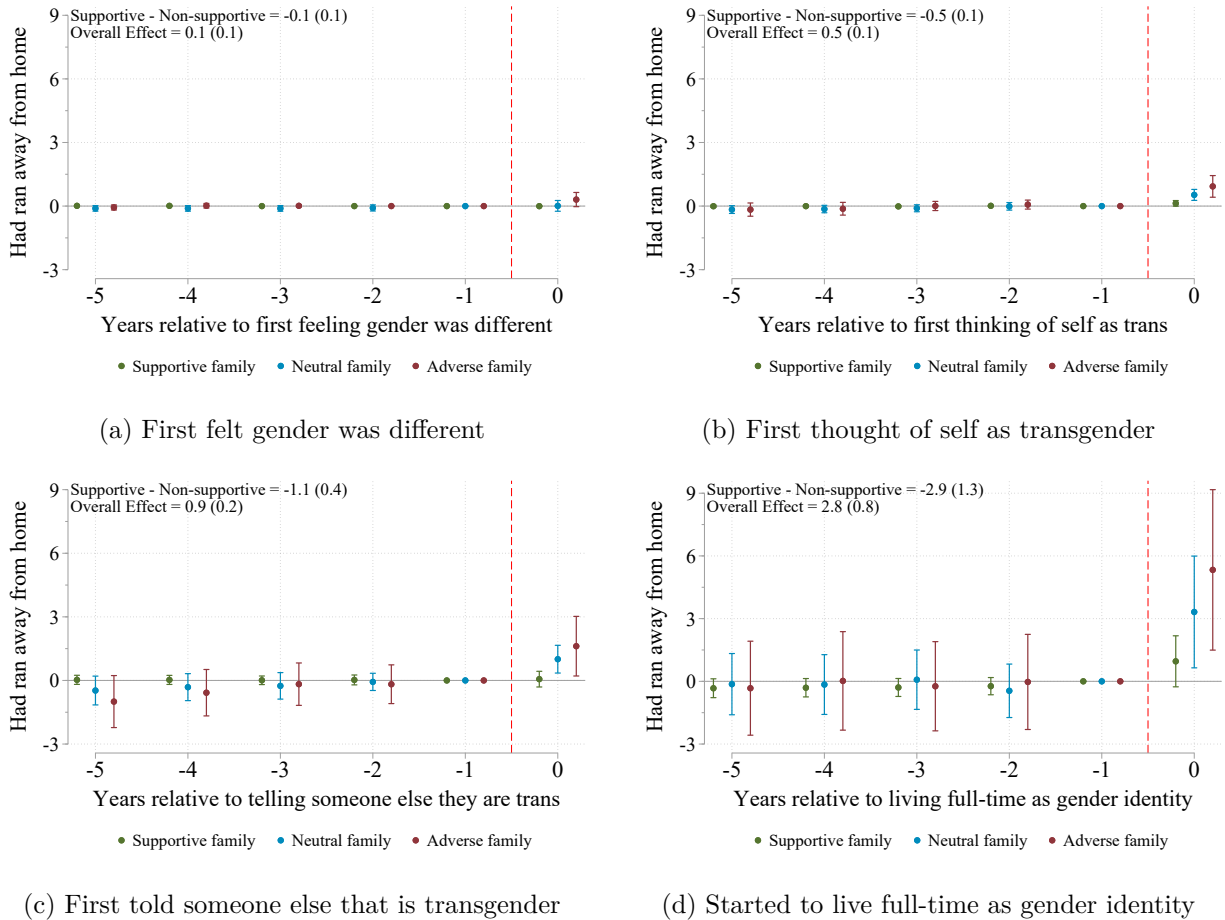 Supportive - Non-supportive = -0.1 (0.1)
Overall Effect = 0.1 (0.1)
Had ran away from home
9
6
3
0
-3
-5 -4 -3 -2 -1 0
Years relative to first feeling gender was different
Supportive family Neutral family Adverse family
(a) First felt gender was different
Supportive - Non-supportive = -0.5 (0.1)
Overall Effect = 0.5 (0.1)
Had ran away from home
9
6
3
0
-3
-5 -4 -3 -2 -1 0
Years relative to first thinking of self as trans
Supportive family Neutral family Adverse family
(b) First thought of self as transgender
Supportive - Non-supportive = -1.1 (0.4)
Overall Effect = 0.9 (0.2)
Had ran away from home
9
6
3
0
-3
-5 -4 -3 -2 -1 0
Years relative to telling someone else they are trans
Supportive family Neutral family Adverse family
(c) First told someone else that is transgender
Supportive - Non-supportive = -2.9 (1.3)
Overall Effect = 2.8 (0.8)
Had ran away from home
9
6
3
0
-3
-5 -4 -3 -2 -1 0
Years relative to living full-time as gender identity
Supportive family Neutral family Adverse family
(d) Started to live full-time as gender identity